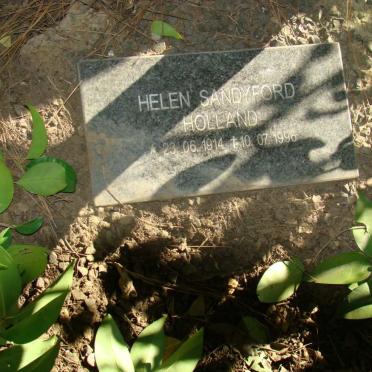 HELEN SANDYFORD
HOLLAND
* 23.06.1914 † 10.07.1996